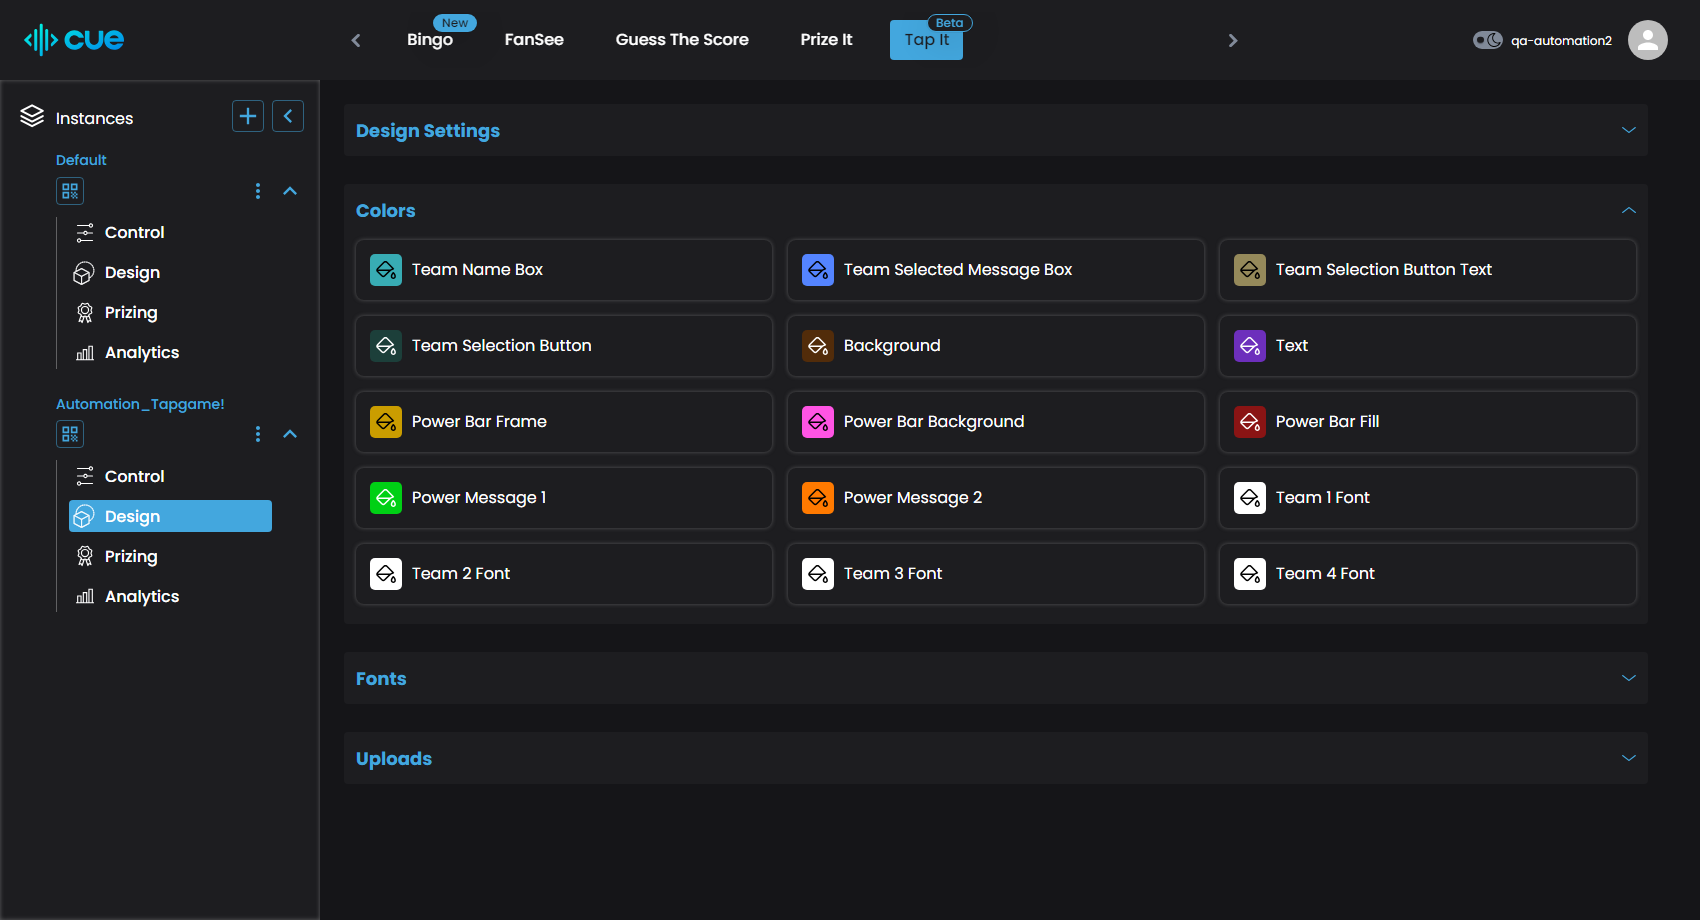 cue
Bingo
New
FanSee
Guess The Score
Prize It
Tap It
Beta
qa-automation2
Instances
Default
Control
Design
Prizing
Analytics
Automation_Tapgame!
Control
Design
Prizing
Analytics
Design Settings
Colors
Team Name Box
Team Selected Message Box
Team Selection Button Text
Team Selection Button
Background
Text
Power Bar Frame
Power Bar Background
Power Bar Fill
Power Message 1
Power Message 2
Team 1 Font
Team 2 Font
Team 3 Font
Team 4 Font
Fonts
Uploads